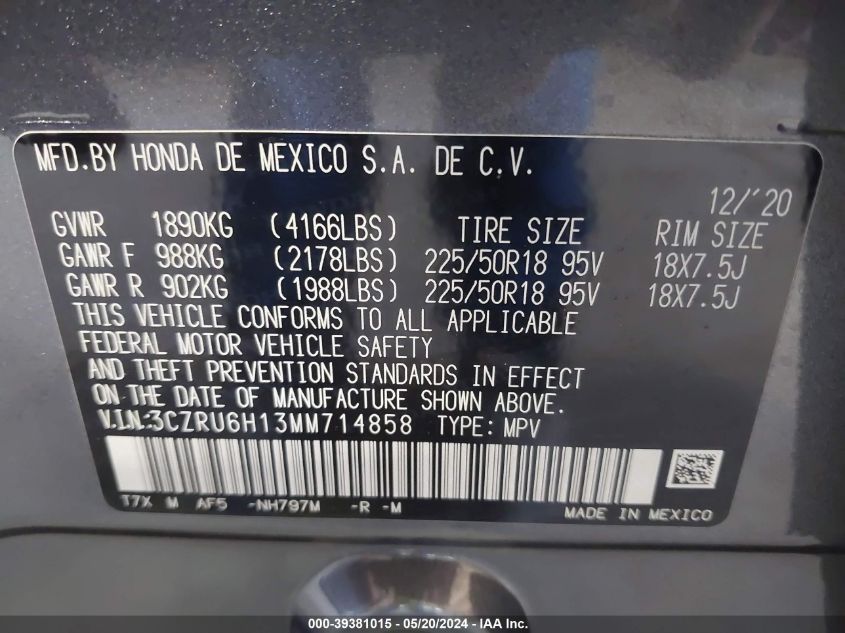 MFD.BY HONDA DE MEXICO S.A. DE C.V.
12/'20
GVWR 1890KG (4166LBS) TIRE SIZE RIM SIZE
GAWR F 988KG (2178LBS) 225/50R18 95V 18X7.5J
GAWR R 902KG (1988LBS) 225/50R18 95V 18X7.5J
THIS VEHICLE CONFORMS TO ALL APPLICABLE
FEDERAL MOTOR VEHICLE SAFETY
AND THEFT PREVENTION STANDARDS IN EFFECT
ON THE DATE OF MANUFACTURE SHOWN ABOVE.
V.I.N:3CZRU6H13MM714858 TYPE: MPV
T7X M AF5 -NH797M -R -M
MADE IN MEXICO
000-39381015 — 05/20/2024 — IAA Inc.